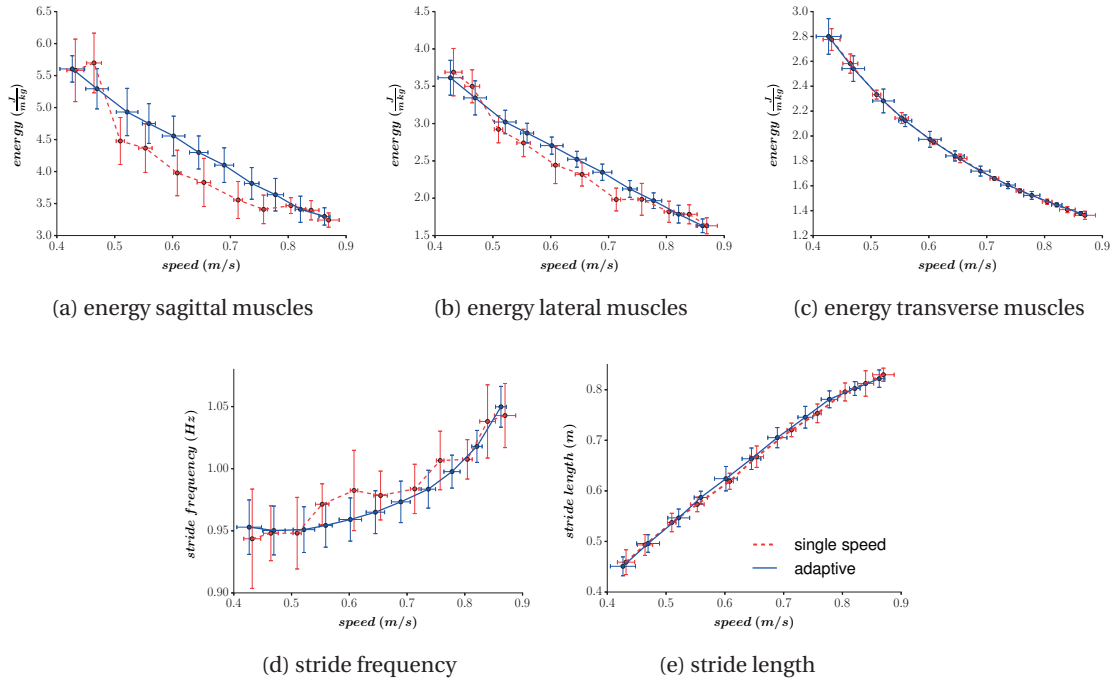 6.5
6.0
5.5
5.0
4.5
4.0
3.5
3.0
energy (J/m kg)
0.4 0.5 0.6 0.7 0.8 0.9
speed (m/s)
(a) energy sagittal muscles
4.5
4.0
3.5
3.0
2.5
2.0
1.5
energy (J/m kg)
0.4 0.5 0.6 0.7 0.8 0.9
speed (m/s)
(b) energy lateral muscles
3.0
2.8
2.6
2.4
2.2
2.0
1.8
1.6
1.4
1.2
energy (J/m kg)
0.4 0.5 0.6 0.7 0.8 0.9
speed (m/s)
(c) energy transverse muscles
1.05
1.00
0.95
0.90
stride frequency (Hz)
0.4 0.5 0.6 0.7 0.8 0.9
speed (m/s)
(d) stride frequency
0.8
0.7
0.6
0.5
0.4
stride length (m)
single speed
adaptive
0.4 0.5 0.6 0.7 0.8 0.9
speed (m/s)
(e) stride length